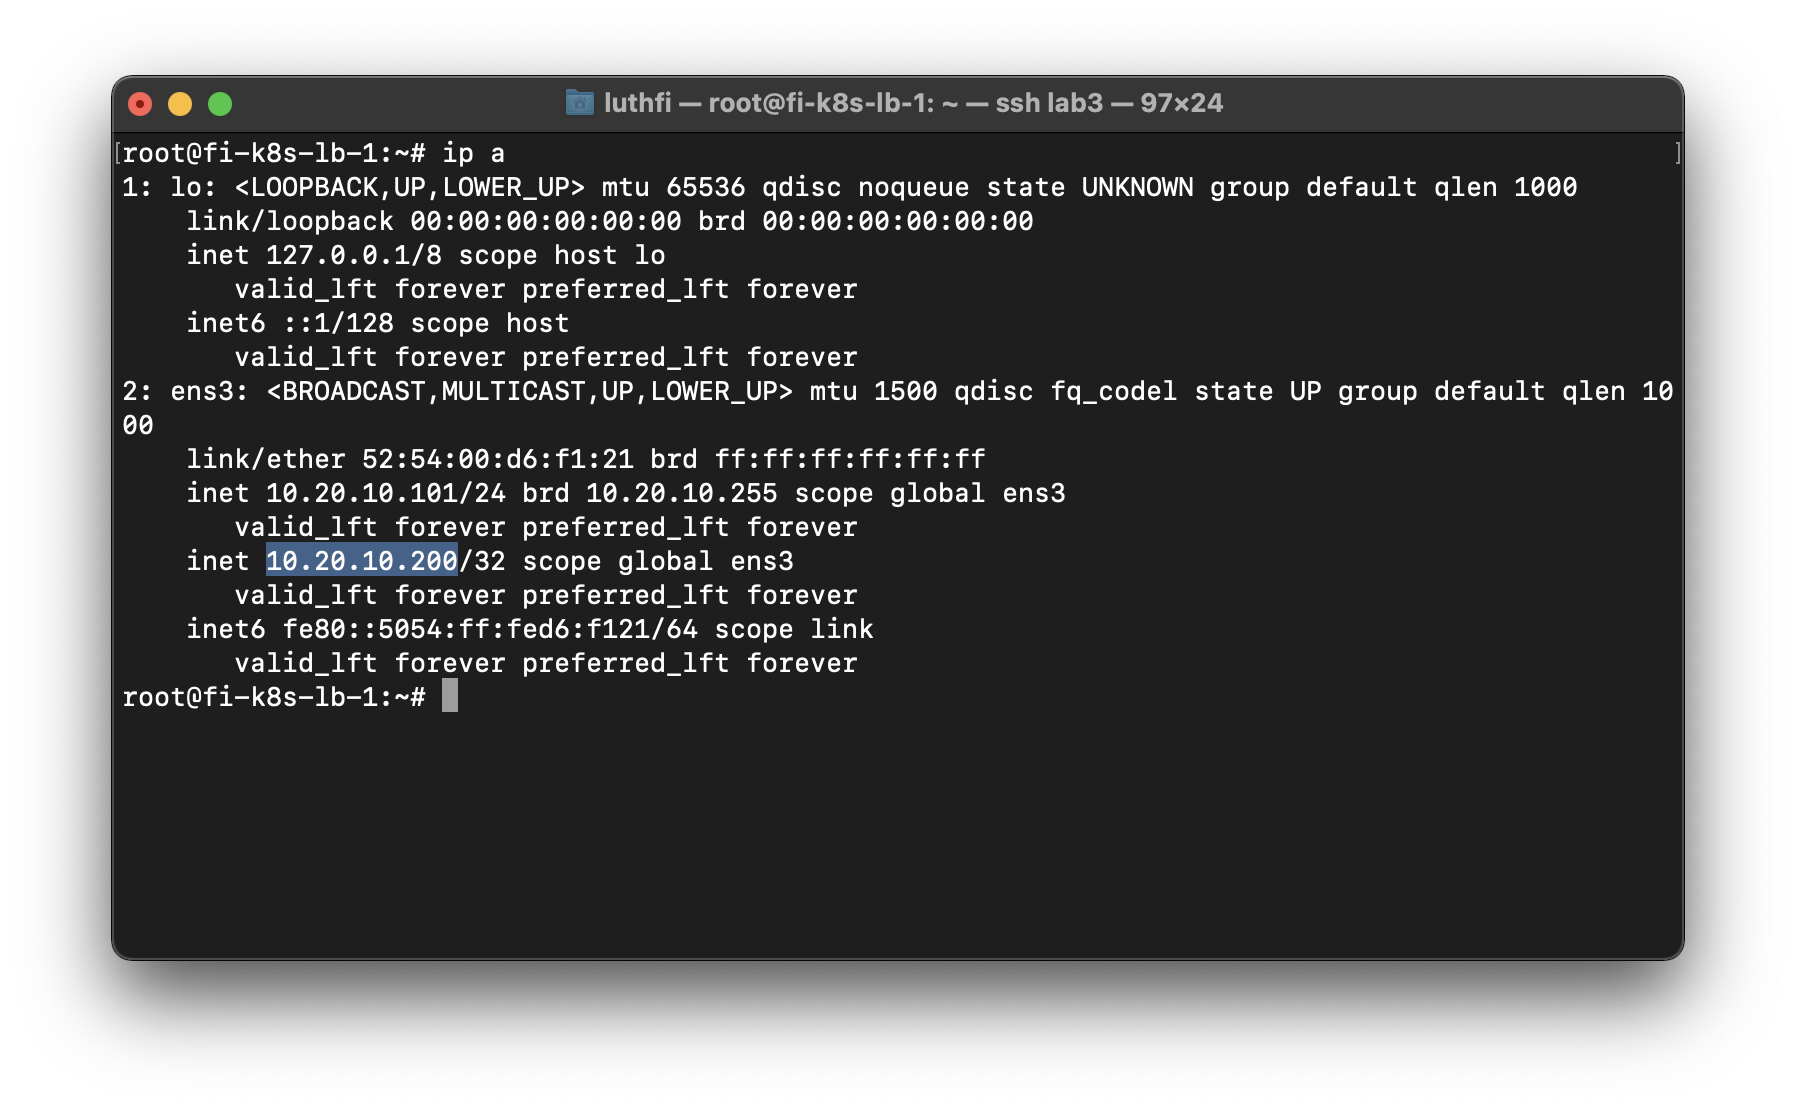 luthfi — root@fi-k8s-lb-1: ~ — ssh lab3 — 97×24
[root@fi-k8s-lb-1:~# ip a ]
1: lo: <LOOPBACK,UP,LOWER_UP> mtu 65536 qdisc noqueue state UNKNOWN group default qlen 1000
    link/loopback 00:00:00:00:00:00 brd 00:00:00:00:00:00
    inet 127.0.0.1/8 scope host lo
       valid_lft forever preferred_lft forever
    inet6 ::1/128 scope host
       valid_lft forever preferred_lft forever
2: ens3: <BROADCAST,MULTICAST,UP,LOWER_UP> mtu 1500 qdisc fq_codel state UP group default qlen 10
00
    link/ether 52:54:00:d6:f1:21 brd ff:ff:ff:ff:ff:ff
    inet 10.20.10.101/24 brd 10.20.10.255 scope global ens3
       valid_lft forever preferred_lft forever
    inet 10.20.10.200/32 scope global ens3
       valid_lft forever preferred_lft forever
    inet6 fe80::5054:ff:fed6:f121/64 scope link
       valid_lft forever preferred_lft forever
root@fi-k8s-lb-1:~#